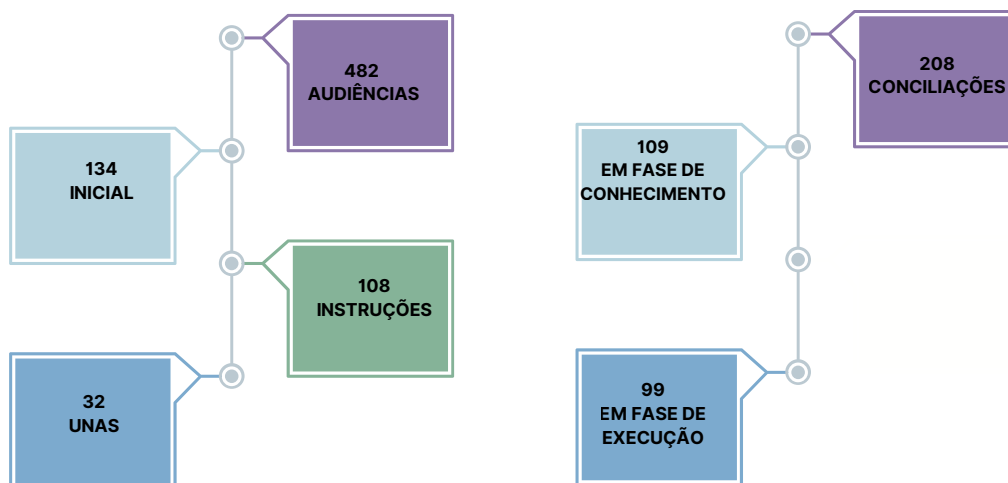 482
AUDIÊNCIAS
134
INICIAL
108
INSTRUÇÕES
32
UNAS
208
CONCILIAÇÕES
109
EM FASE DE
CONHECIMENTO
99
EM FASE DE
EXECUÇÃO